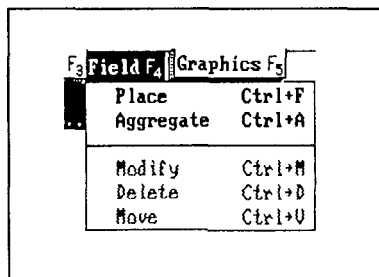 F3 Field F4 Graphics F5
Place Ctrl+F
Aggregate Ctrl+A
Modify Ctrl+M
Delete Ctrl+D
Move Ctrl+V